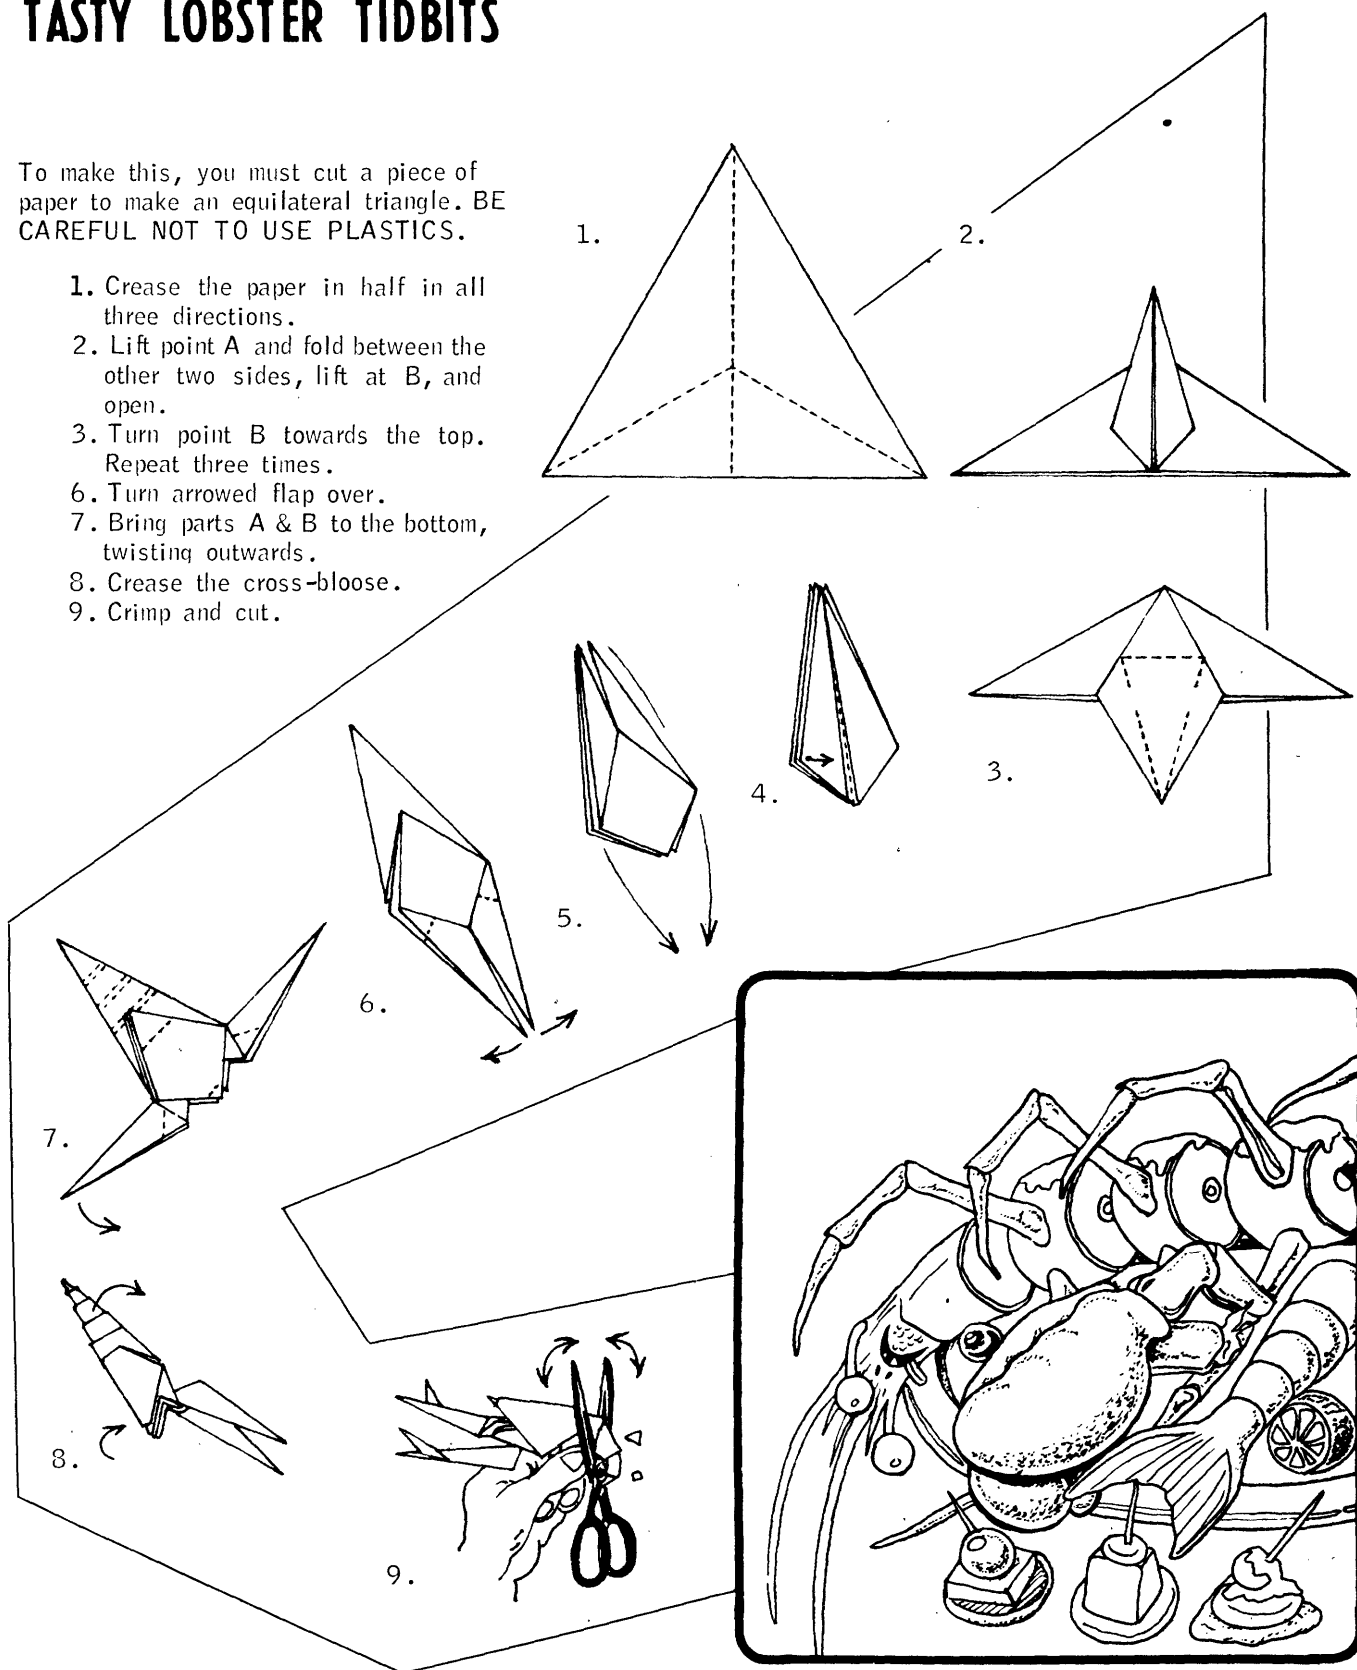 TASTY LOBSTER TIDBITS
To make this, you must cut a piece of
paper to make an equilateral triangle. BE
CAREFUL NOT TO USE PLASTICS.
1. Crease the paper in half in all
three directions.
2. Lift point A and fold between the
other two sides, lift at B, and
open.
3. Turn point B towards the top.
Repeat three times.
6. Turn arrowed flap over.
7. Bring parts A & B to the bottom,
twisting outwards.
8. Crease the cross-bloose.
9. Crimp and cut.
1.
2.
3.
4.
5.
6.
7.
8.
9.